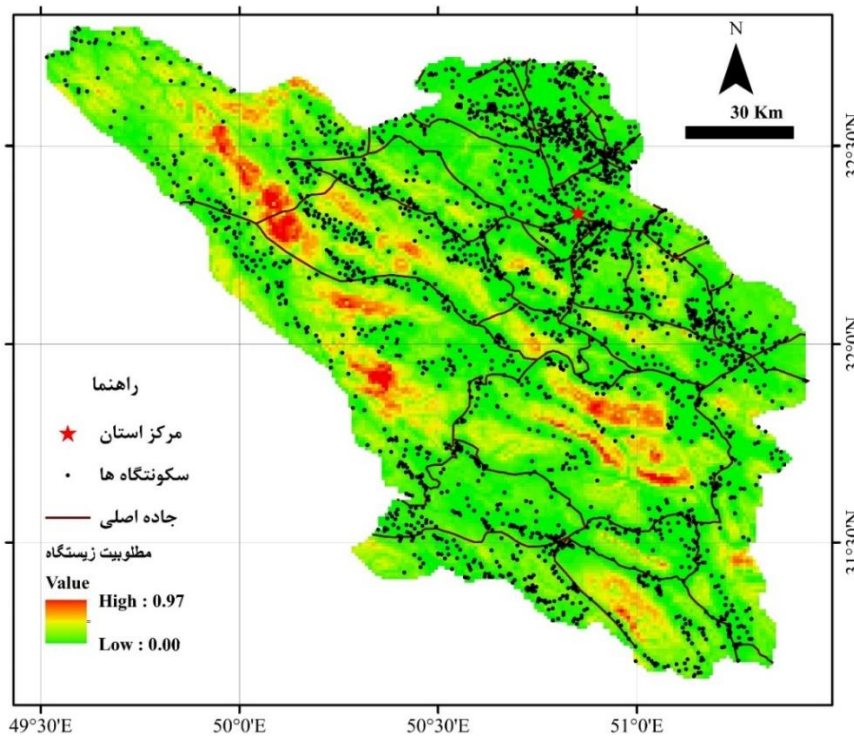 N
30 Km
32°30'N
32°0'N
31°30'N
راهنما
مرکز استان
سکونتگاه ها
جاده اصلی
مطلوبیت زیستگاه
Value
High : 0.97
Low : 0.00
49°30'E
50°0'E
50°30'E
51°0'E